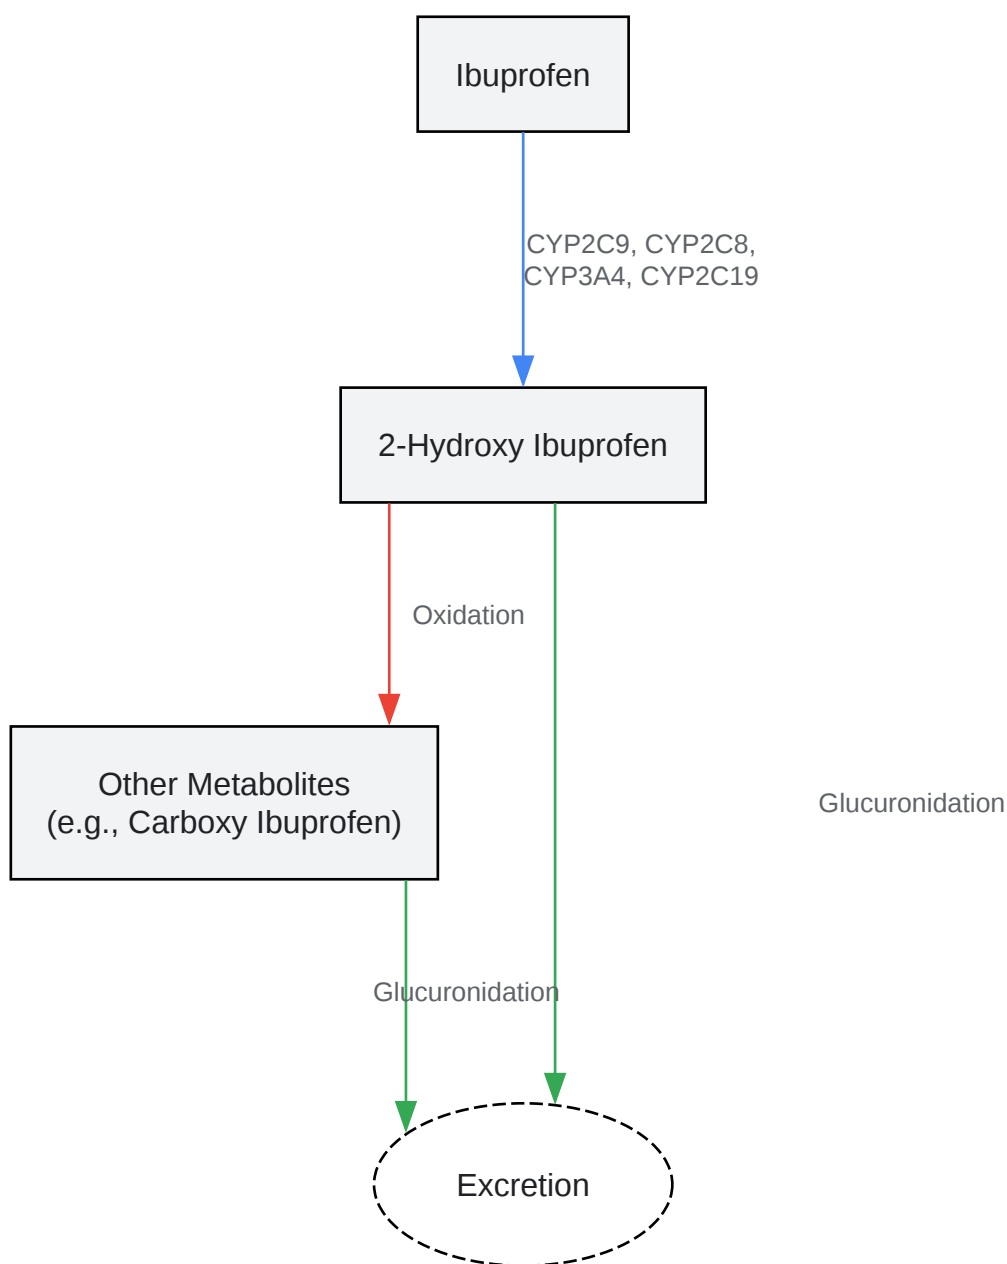 Ibuprofen
CYP2C9, CYP2C8,
CYP3A4, CYP2C19
2-Hydroxy Ibuprofen
Oxidation
Other Metabolites
(e.g., Carboxy Ibuprofen)
Glucuronidation
Glucuronidation
Excretion